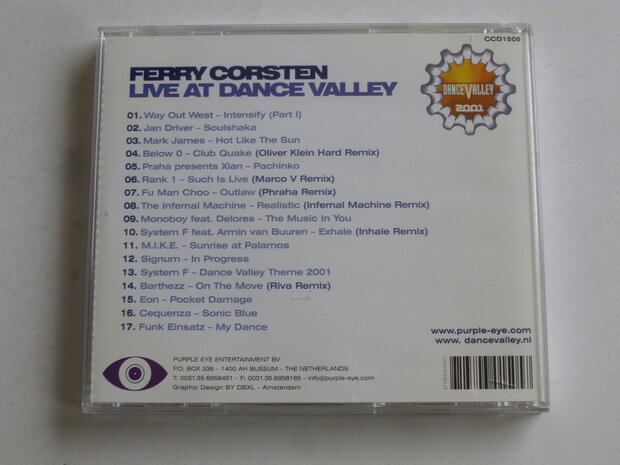 CCD1505
FERRY CORSTEN
LIVE AT DANCE VALLEY
DANCE VALLEY
2001
01. Way Out West – Intensify (Part I)
02. Jan Driver – Soulshaka
03. Mark James – Hot Like The Sun
04. Below 0 – Club Quake (Oliver Klein Hard Remix)
05. Praha presents Xian – Pachinko
06. Rank 1 – Such Is Live (Marco V Remix)
07. Fu Man Choo – Outlaw (Phraha Remix)
08. The Infernal Machine – Realistic (Infernal Machine Remix)
09. Monoboy feat. Delores – The Music In You
10. System F feat. Armin van Buuren – Exhale (Inhale Remix)
11. M.I.K.E. – Sunrise at Palamos
12. Signum – In Progress
13. System F – Dance Valley Theme 2001
14. Barthezz – On The Move (Riva Remix)
15. Eon – Pocket Damage
16. Cequenza – Sonic Blue
17. Funk Einsatz – My Dance
www.purple-eye.com
www. dancevalley.nl
PURPLE EYE ENTERTAINMENT BV
P.O. BOX 338 – 1400 AH BUSSUM – THE NETHERLANDS
T: 0031.35.6958451 – F: 0031.35.6958185 – info@purple-eye.com
Graphic Design BY DBXL – Amsterdam